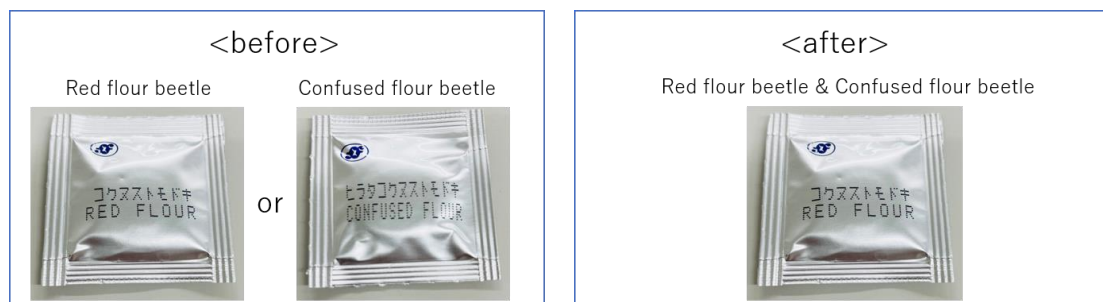 <before>
Red flour beetle
コクヌストモドキ
RED FLOUR
or
Confused flour beetle
ヒラタコクヌストモドキ
CONFUSED FLOUR
<after>
Red flour beetle & Confused flour beetle
コクヌストモドキ
RED FLOUR